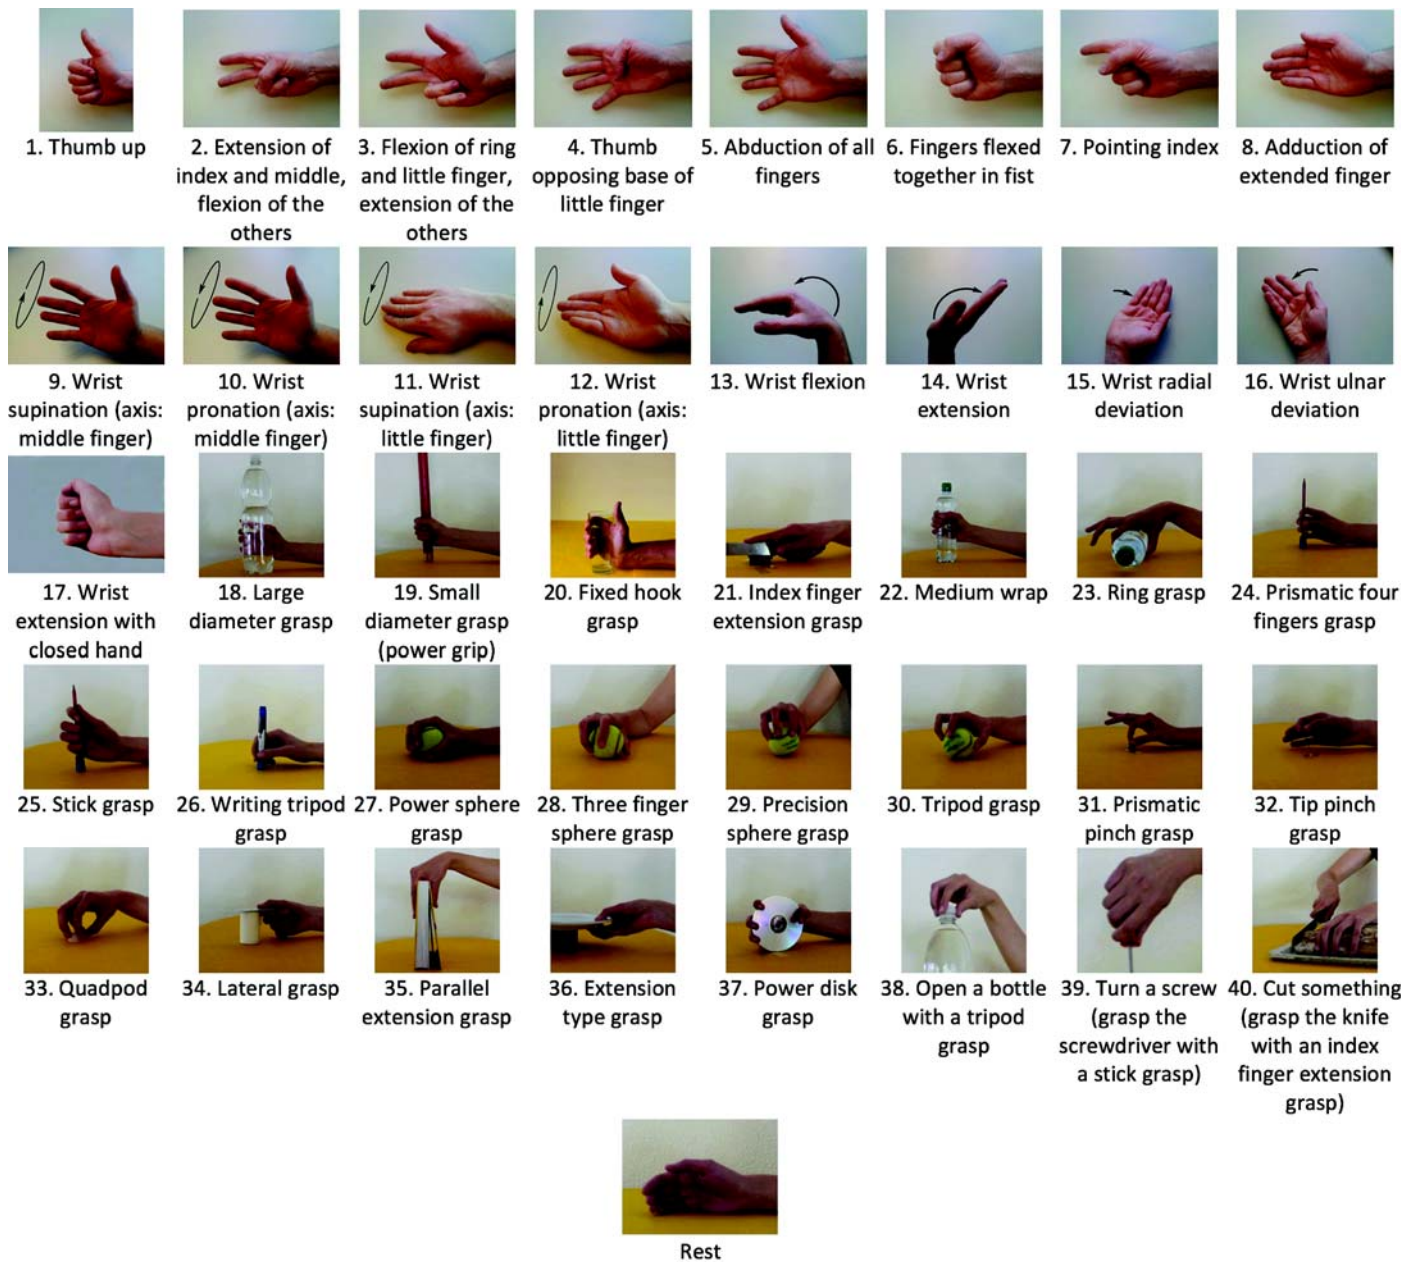 1. Thumb up
2. Extension of
index and middle,
flexion of the
others
3. Flexion of ring
and little finger,
extension of the
others
4. Thumb
opposing base of
little finger
5. Abduction of all
fingers
6. Fingers flexed
together in fist
7. Pointing index
8. Adduction of
extended finger
9. Wrist
supination (axis:
middle finger)
10. Wrist
pronation (axis:
middle finger)
11. Wrist
supination (axis:
little finger)
12. Wrist
pronation (axis:
little finger)
13. Wrist flexion
14. Wrist
extension
15. Wrist radial
deviation
16. Wrist ulnar
deviation
17. Wrist
extension with
closed hand
18. Large
diameter grasp
19. Small
diameter grasp
(power grip)
20. Fixed hook
grasp
21. Index finger
extension grasp
22. Medium wrap
23. Ring grasp
24. Prismatic four
fingers grasp
25. Stick grasp
26. Writing tripod
grasp
27. Power sphere
grasp
28. Three finger
sphere grasp
29. Precision
sphere grasp
30. Tripod grasp
31. Prismatic
pinch grasp
32. Tip pinch
grasp
33. Quadpod
grasp
34. Lateral grasp
35. Parallel
extension grasp
36. Extension
type grasp
37. Power disk
grasp
38. Open a bottle
with a tripod
grasp
39. Turn a screw
(grasp the
screwdriver with
a stick grasp)
40. Cut something
(grasp the knife
with an index
finger extension
grasp)
Rest